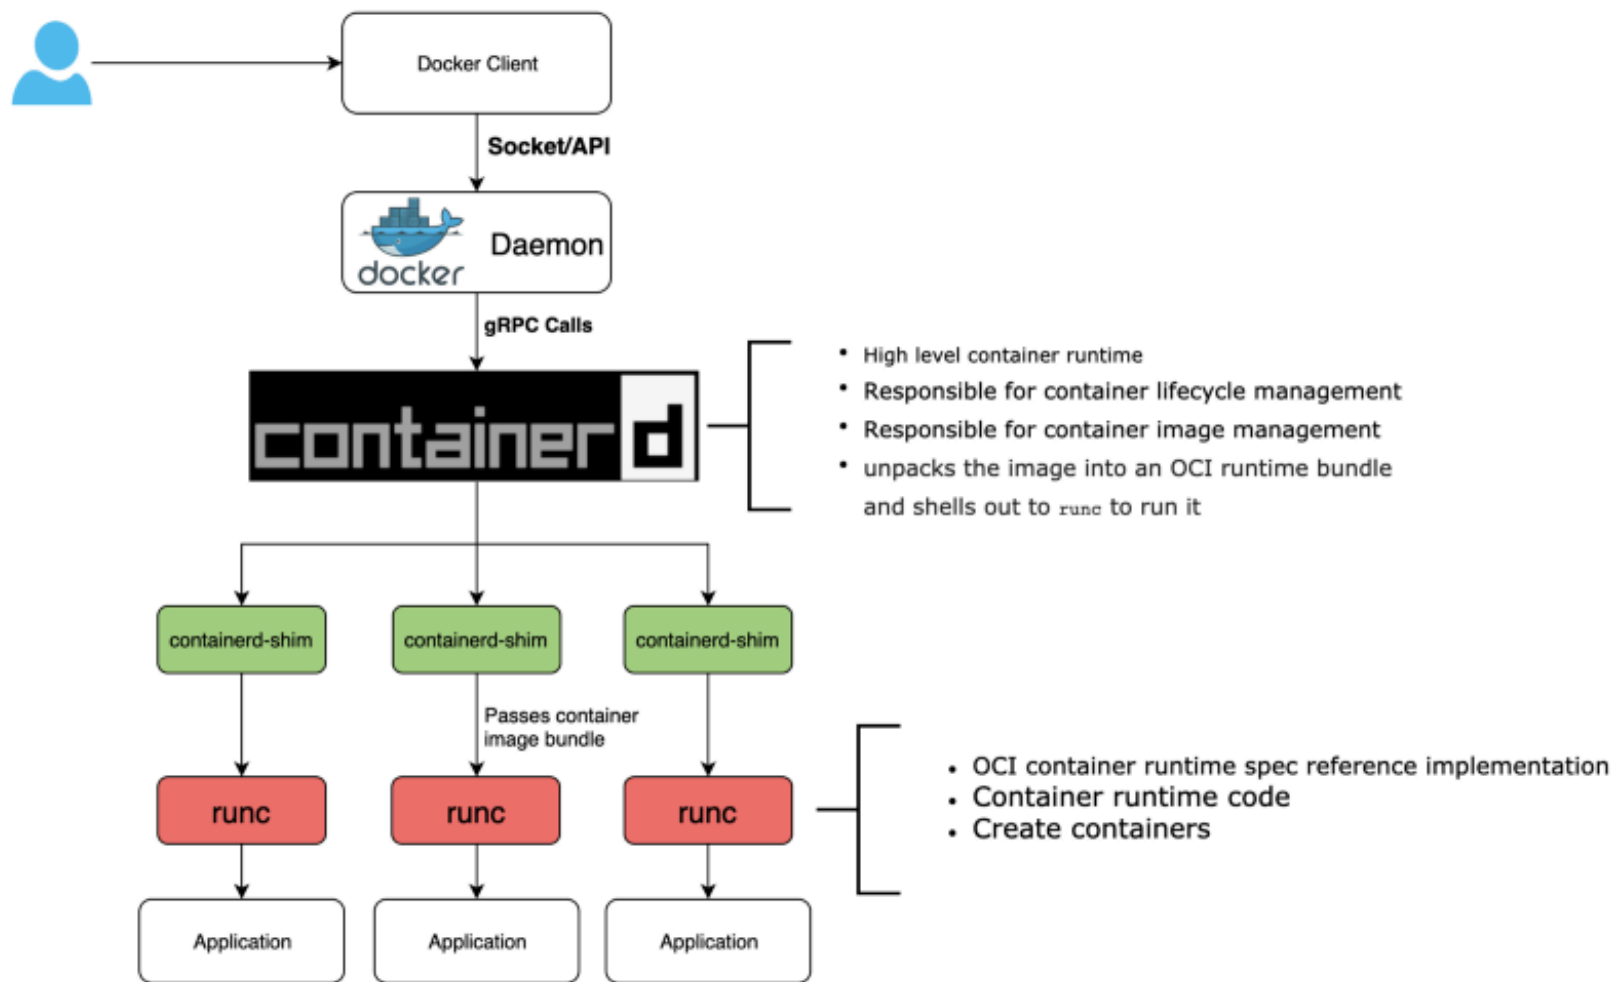 Docker Client
Socket/API
docker
Daemon
gRPC Calls
containerd
• High level container runtime
• Responsible for container lifecycle management
• Responsible for container image management
• unpacks the image into an OCI runtime bundle
and shells out to runc to run it
containerd-shim
containerd-shim
containerd-shim
Passes container
image bundle
runc
runc
runc
• OCI container runtime spec reference implementation
• Container runtime code
• Create containers
Application
Application
Application